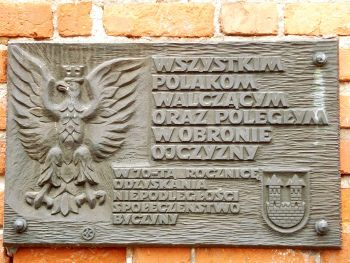 WSZYSTKIM
POLAKOM
WALCZĄCYM
ORAZ POLEGŁYM
W OBRONIE
OJCZYZNY
W 70-TĄ ROCZNICĘ
ODZYSKANIA
NIEPODLEGŁOŚCI
SPOŁECZEŃSTWO
BYCZYNY